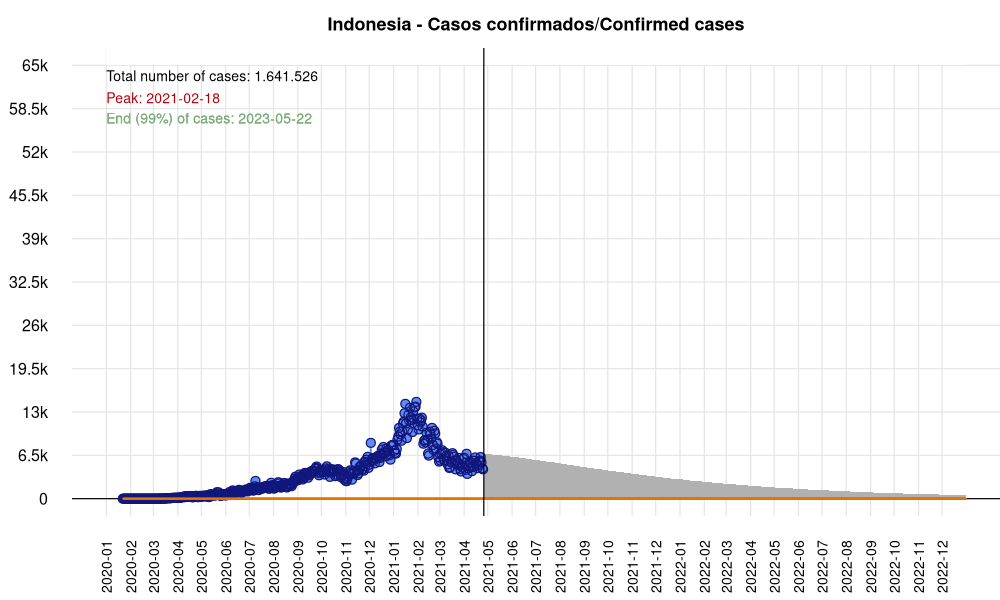 Indonesia - Casos confirmados/Confirmed cases
Total number of cases: 1.641.526
Peak: 2021-02-18
End (99%) of cases: 2023-05-22
65k
58.5k
52k
45.5k
39k
32.5k
26k
19.5k
13k
6.5k
0
2020-01
2020-02
2020-03
2020-04
2020-05
2020-06
2020-07
2020-08
2020-09
2020-10
2020-11
2020-12
2021-01
2021-02
2021-03
2021-04
2021-05
2021-06
2021-07
2021-08
2021-09
2021-10
2021-11
2021-12
2022-01
2022-02
2022-03
2022-04
2022-05
2022-06
2022-07
2022-08
2022-09
2022-10
2022-11
2022-12